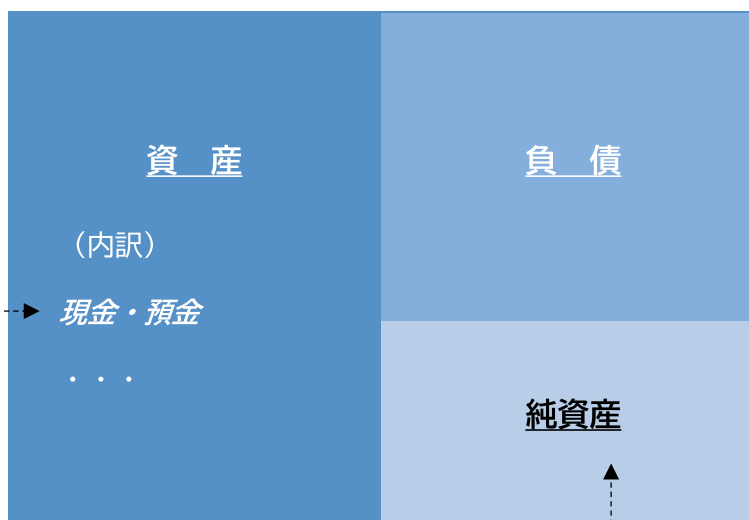 資　産
（内訳）
現金・預金
・・・
負　債
純資産